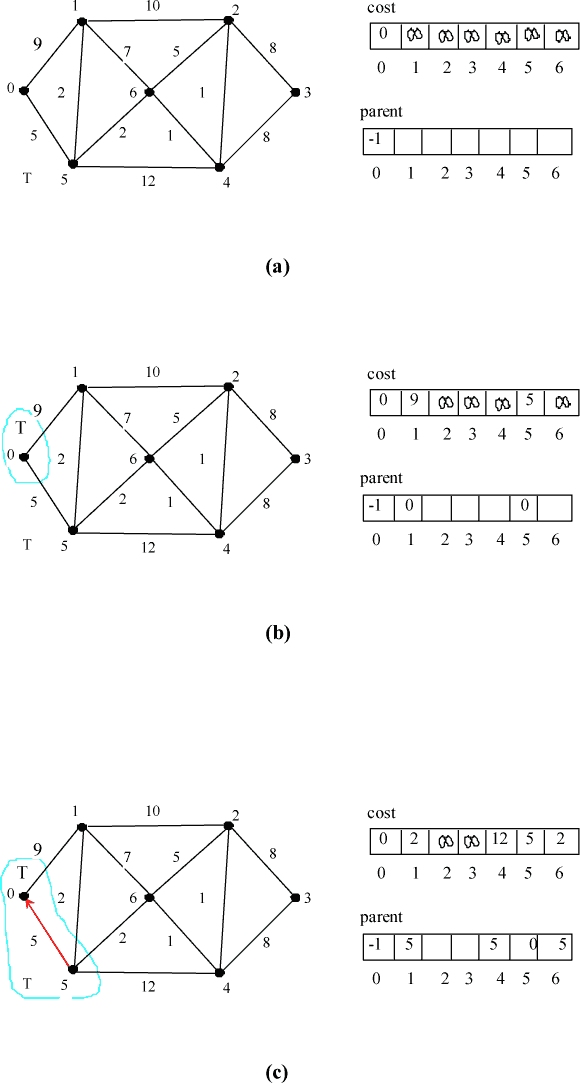 1 10 2 cost
9 7 5 8 0 ∞ ∞ ∞ ∞ ∞ ∞
0 2 6 1 3 0 1 2 3 4 5 6
parent
5 2 1 8 -1
T 5 12 4 0 1 2 3 4 5 6
(a)
1 10 2 cost
9 7 5 8 0 9 ∞ ∞ ∞ 5 ∞
T
0 2 6 1 3 0 1 2 3 4 5 6
parent
5 2 1 8 -1 0 0
T 5 12 4 0 1 2 3 4 5 6
(b)
1 10 2 cost
9 7 5 8 0 2 ∞ ∞ 12 5 2
T
0 2 6 1 3 0 1 2 3 4 5 6
parent
5 2 1 8 -1 5 5 0 5
T 5 12 4 0 1 2 3 4 5 6
(c)